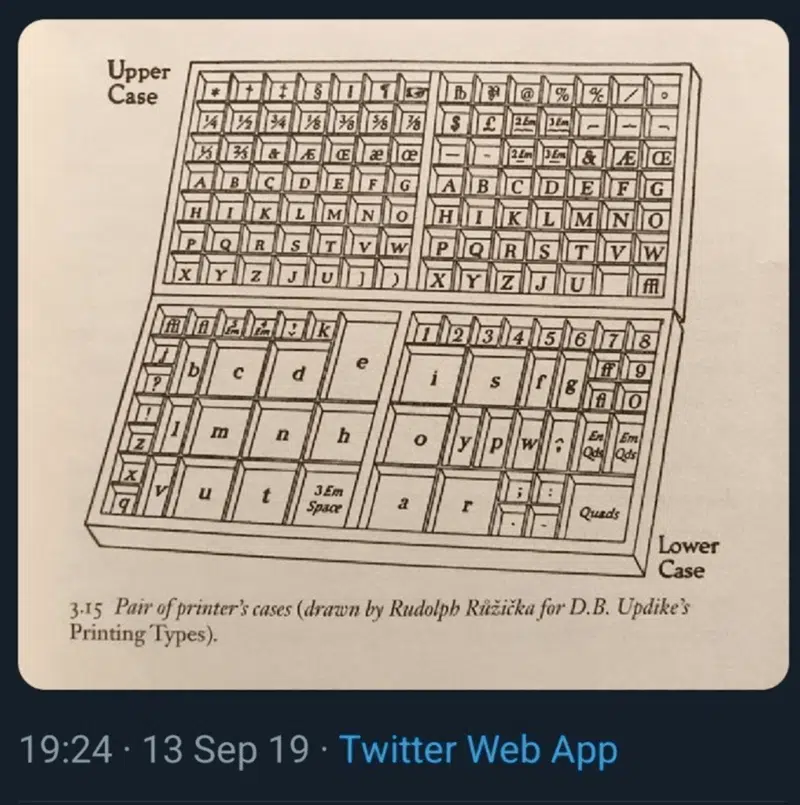 Upper
Case
* † ‡ § ¶ ☞ ℔ @ % ℅ / °
¼ ½ ¾ ⅛ ⅜ ⅝ ⅞ $ £ 2Em 3Em
⅓ ⅔ & Æ Œ æ œ — - 2Em 3Em & Æ Œ
A B C D E F G A B C D E F G
H I K L M N O H I K L M N O
P Q R S T V W P Q R S T V W
X Y Z J U ] ) X Y Z J U ffl
ffi fl 5Em 4Em ' k 1 2 3 4 5 6 7 8
j b c d e i s f g ff 9
? fi 0
! l m n h o y p w , En Qds Em Qds
z
x v u t 3Em Space a r ; : Quads
q . -
Lower
Case
3.15 Pair of printer's cases (drawn by Rudolph Růžička for D.B. Updike's
Printing Types).
19:24 · 13 Sep 19 · Twitter Web App